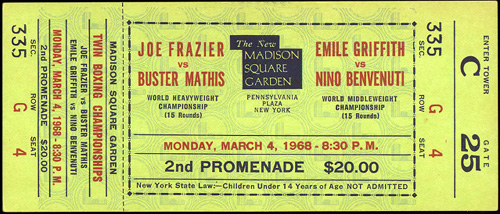 335
SEC.
G
ROW
4
SEAT
2nd PROMENADE $20.00
MONDAY, MARCH 4, 1968 - 8:30 P.M.
EMILE GRIFFITH vs NINO BENVENUTI
JOE FRAZIER vs BUSTER MATHIS
TWIN BOXING CHAMPIONSHIPS
MADISON SQUARE GARDEN
JOE FRAZIER
VS
BUSTER MATHIS
WORLD HEAVYWEIGHT
CHAMPIONSHIP
(15 Rounds)
The New
MADISON
SQUARE
GARDEN
PENNSYLVANIA
PLAZA
NEW YORK
EMILE GRIFFITH
VS
NINO BENVENUTI
WORLD MIDDLEWEIGHT
CHAMPIONSHIP
(15 Rounds)
MONDAY, MARCH 4, 1968 - 8:30 P.M.
2nd PROMENADE $20.00
New York State Law:—Children Under 14 Years of Age NOT ADMITTED
335
SEC.
G
ROW
4
SEAT
ENTER TOWER
C
GATE
25